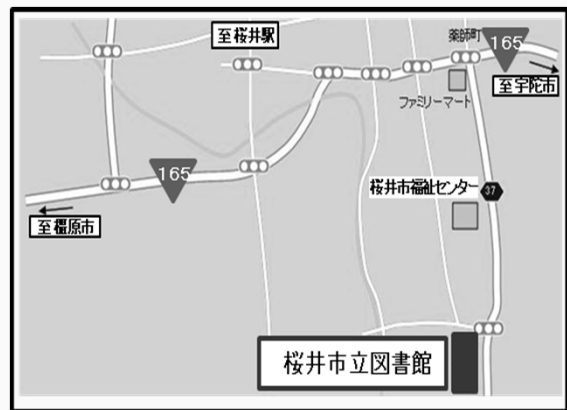 至桜井駅
薬師町
165
至宇陀市
ファミリーマート
165
桜井市福祉センター
37
至橿原市
桜井市立図書館